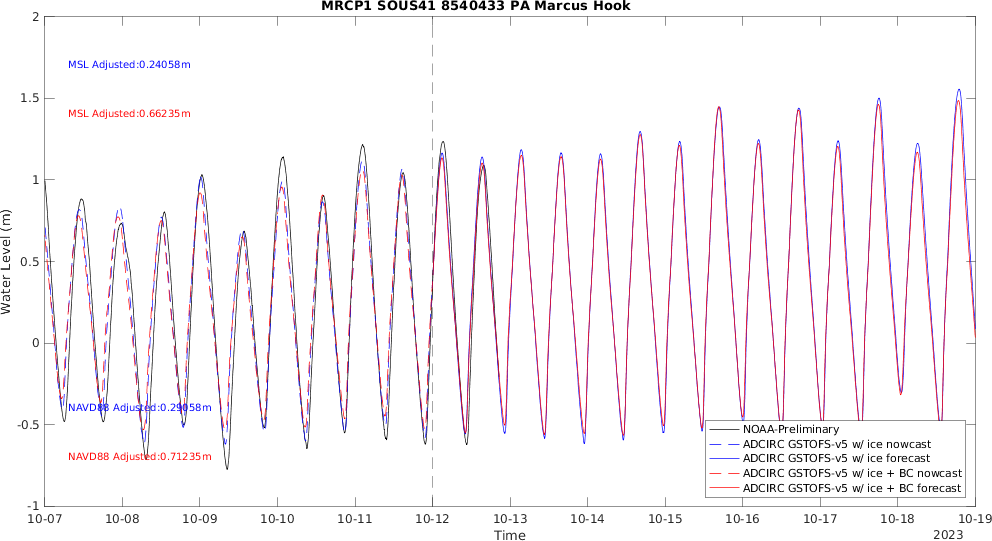 MRCP1 SOUS41 8540433 PA Marcus Hook
2
1.5
1
0.5
0
-0.5
-1
Water Level (m)
MSL Adjusted:0.24058m
MSL Adjusted:0.66235m
NAVD88 Adjusted:0.29058m
NAVD88 Adjusted:0.71235m
NOAA-Preliminary
ADCIRC GSTOFS-v5 w/ ice nowcast
ADCIRC GSTOFS-v5 w/ ice forecast
ADCIRC GSTOFS-v5 w/ ice + BC nowcast
ADCIRC GSTOFS-v5 w/ ice + BC forecast
10-07 10-08 10-09 10-10 10-11 10-12 10-13 10-14 10-15 10-16 10-17 10-18 10-19
Time
2023